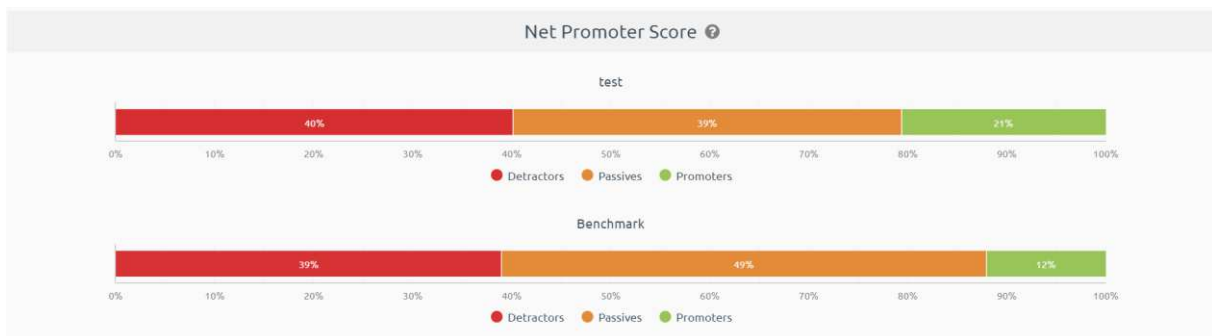 Net Promoter Score ?
test
40% 39% 21%
0% 10% 20% 30% 40% 50% 60% 70% 80% 90% 100%
Detractors Passives Promoters
Benchmark
39% 49% 12%
0% 10% 20% 30% 40% 50% 60% 70% 80% 90% 100%
Detractors Passives Promoters